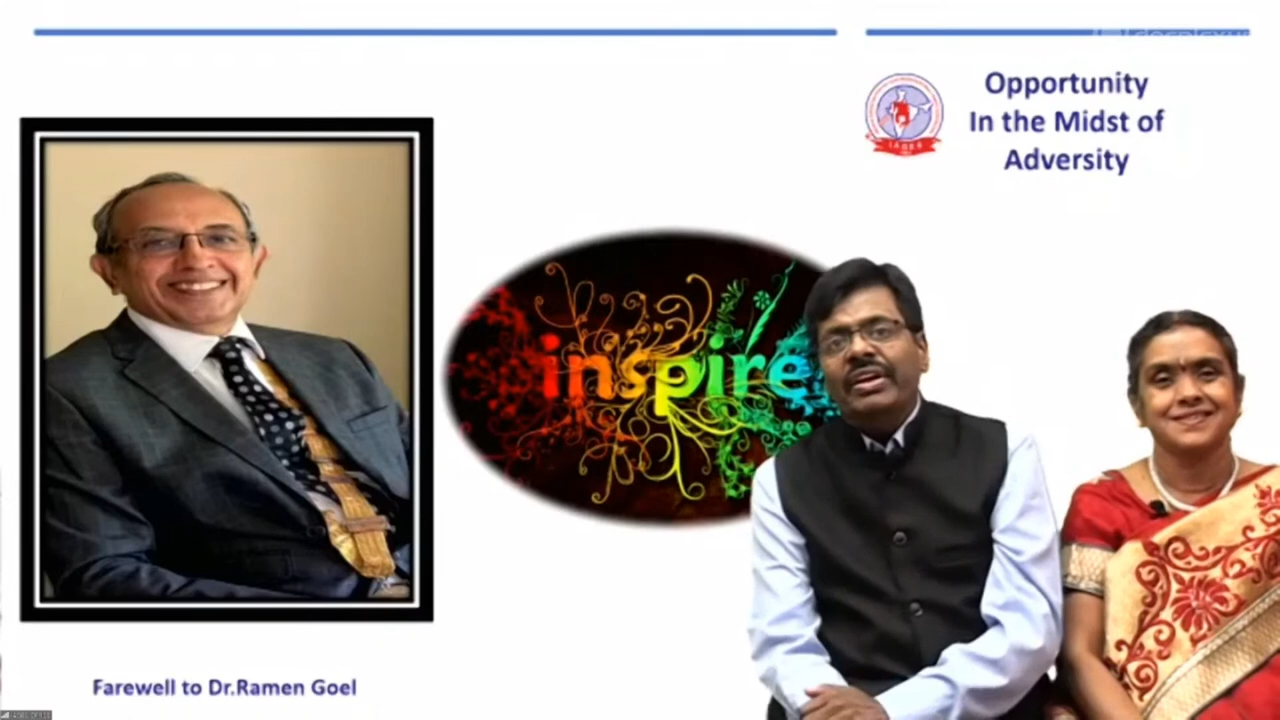 Opportunity
In the Midst of
Adversity
inspire
Farewell to Dr.Ramen Goel